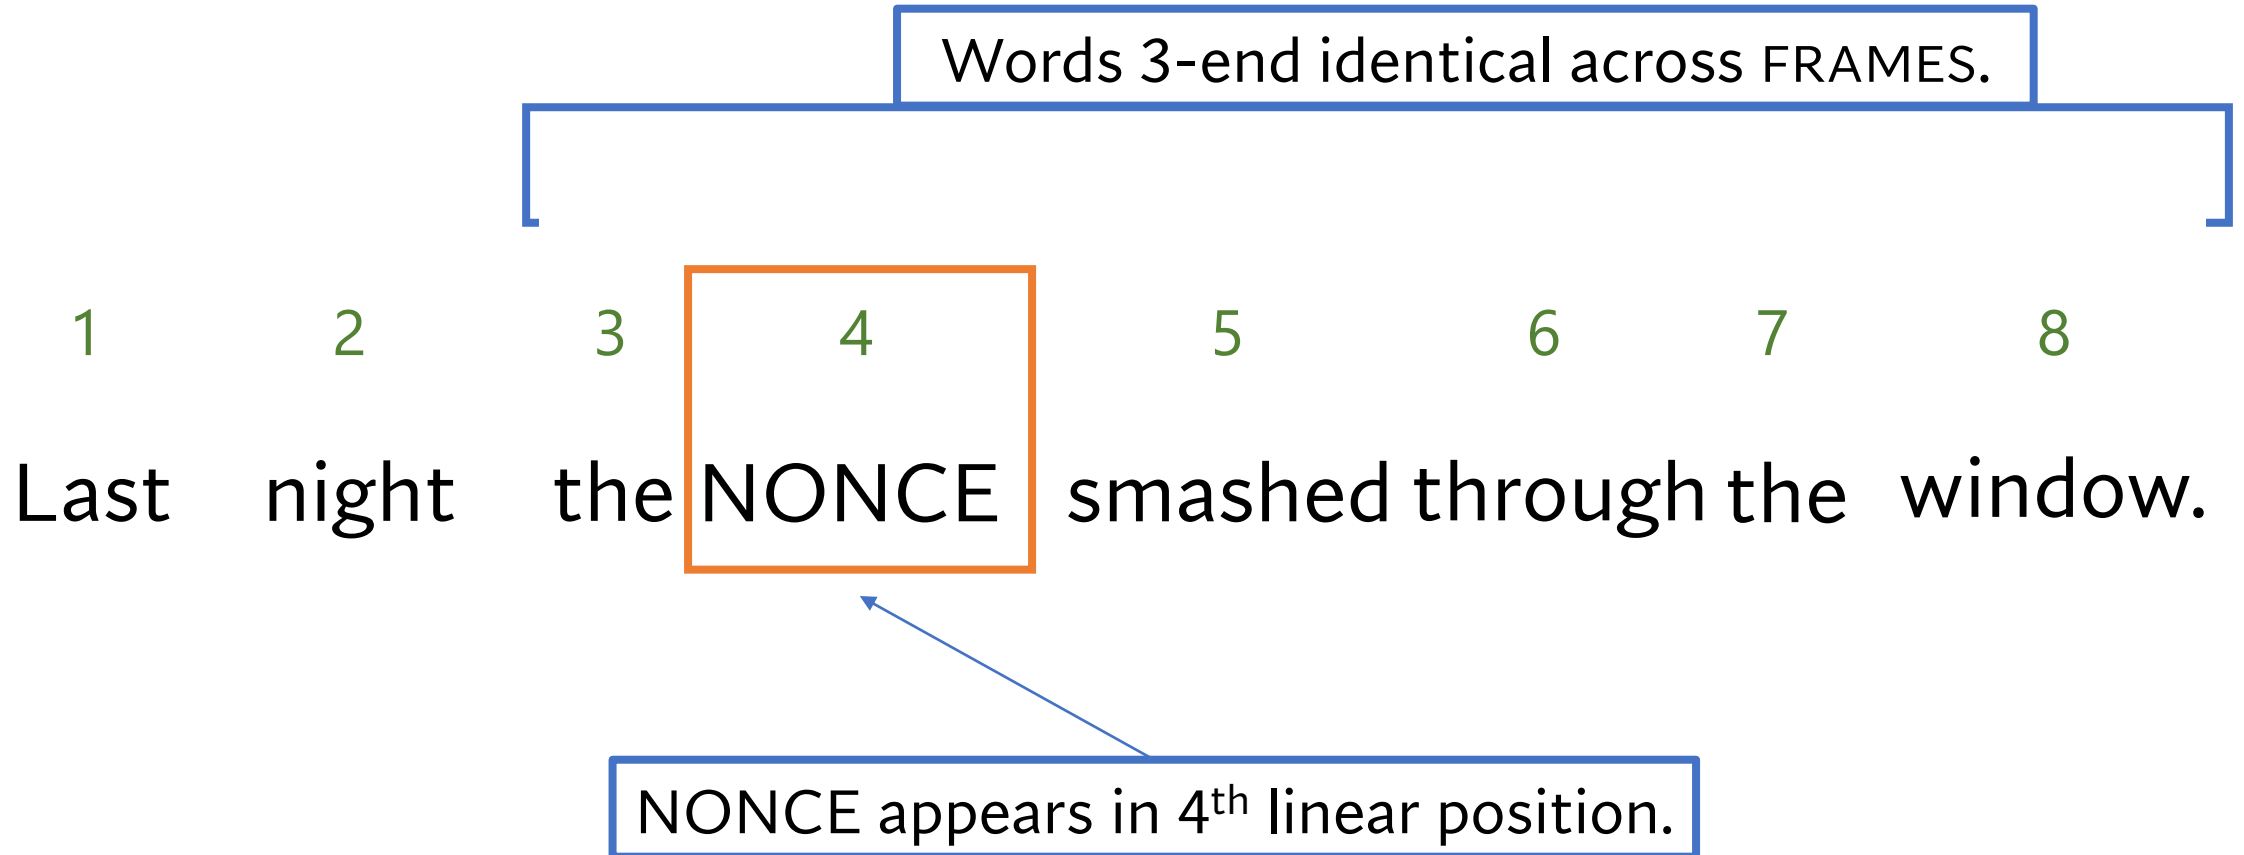 Words 3-end identical across FRAMES.
1 2 3 4 5 6 7 8
Last night the NONCE smashed through the window.
NONCE appears in 4th linear position.